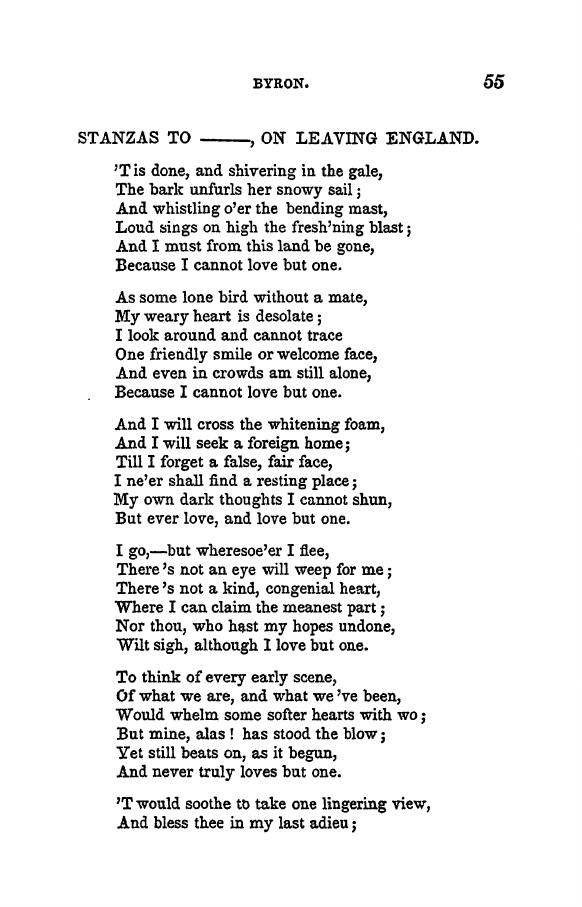 BYRON. 55
STANZAS TO ———, ON LEAVING ENGLAND.
'Tis done, and shivering in the gale,
The bark unfurls her snowy sail;
And whistling o'er the bending mast,
Loud sings on high the fresh'ning blast;
And I must from this land be gone,
Because I cannot love but one.
As some lone bird without a mate,
My weary heart is desolate;
I look around and cannot trace
One friendly smile or welcome face,
And even in crowds am still alone,
Because I cannot love but one.
And I will cross the whitening foam,
And I will seek a foreign home;
Till I forget a false, fair face,
I ne'er shall find a resting place;
My own dark thoughts I cannot shun,
But ever love, and love but one.
I go,—but wheresoe'er I flee,
There's not an eye will weep for me;
There's not a kind, congenial heart,
Where I can claim the meanest part;
Nor thou, who hast my hopes undone,
Wilt sigh, although I love but one.
To think of every early scene,
Of what we are, and what we've been,
Would whelm some softer hearts with wo;
But mine, alas! has stood the blow;
Yet still beats on, as it begun,
And never truly loves but one.
'Twould soothe to take one lingering view,
And bless thee in my last adieu;